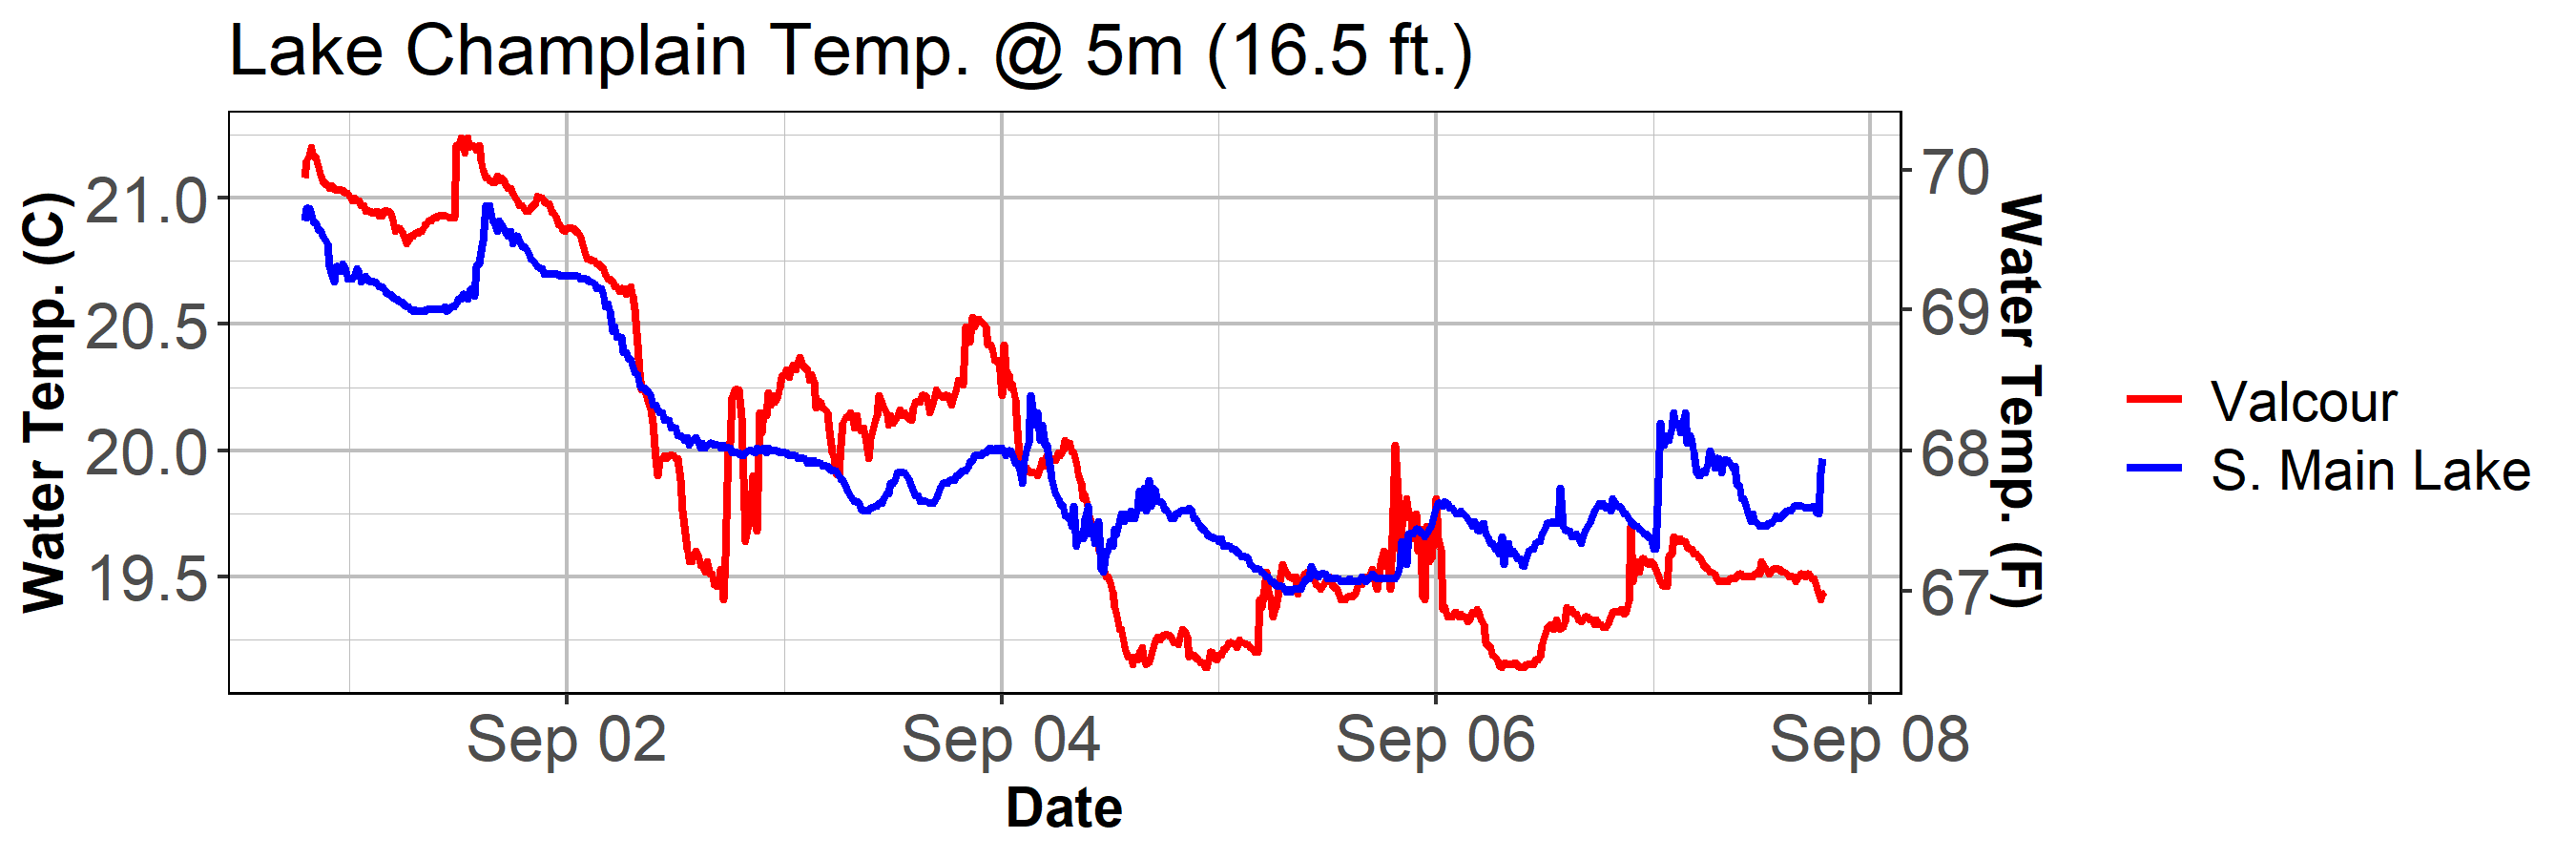 Lake Champlain Temp. @ 5m (16.5 ft.)
Water Temp. (C)
21.0
20.5
20.0
19.5
70
69
68
67
Water Temp. (F)
Sep 02
Sep 04
Sep 06
Sep 08
Date
Valcour
S. Main Lake